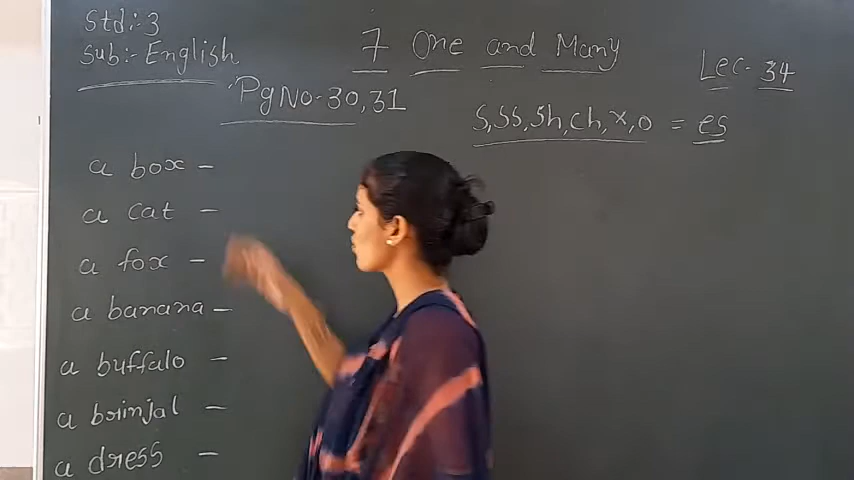 Std:-3
Sub:- English
7 One and Many
Lec- 34
PgNo-30,31
s,ss,sh,ch,x,o = es
a box -
a cat -
a fox -
a banana -
a buffalo -
a brinjal -
a dress -